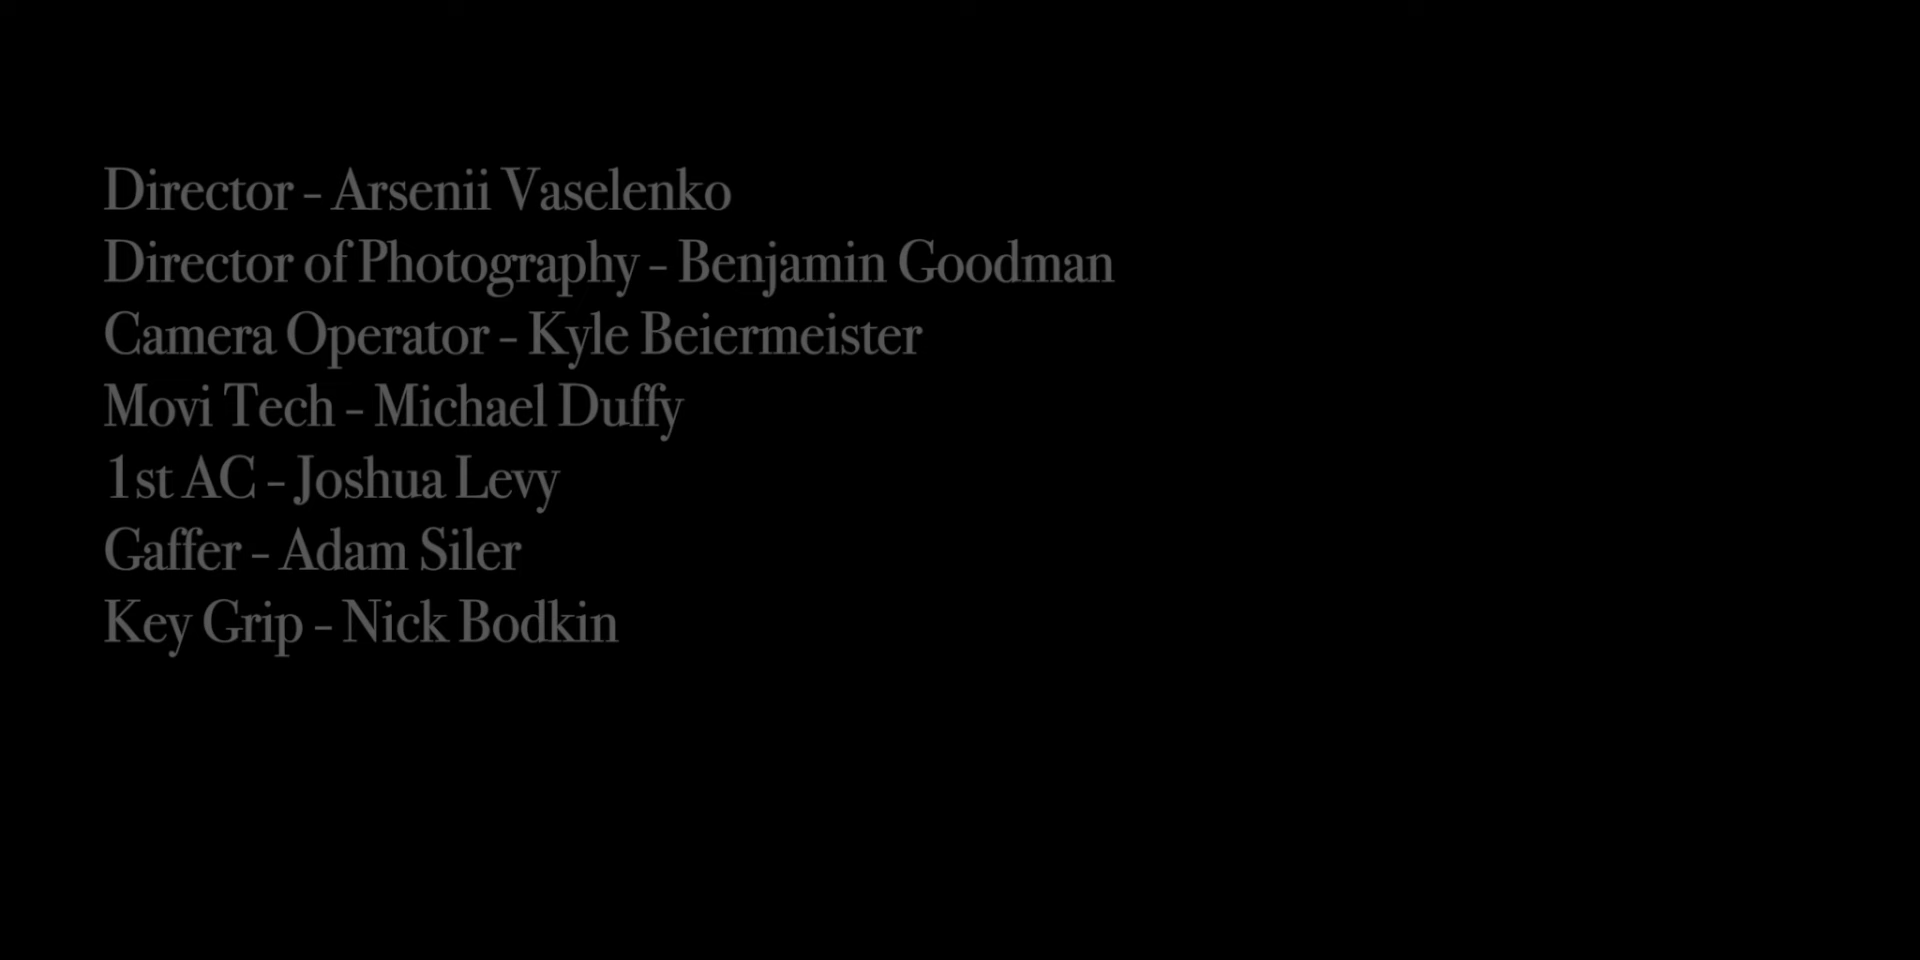 Director – Arsenii Vaselenko
Director of Photography – Benjamin Goodman
Camera Operator – Kyle Beiermeister
Movi Tech – Michael Duffy
1st AC – Joshua Levy
Gaffer – Adam Siler
Key Grip – Nick Bodkin